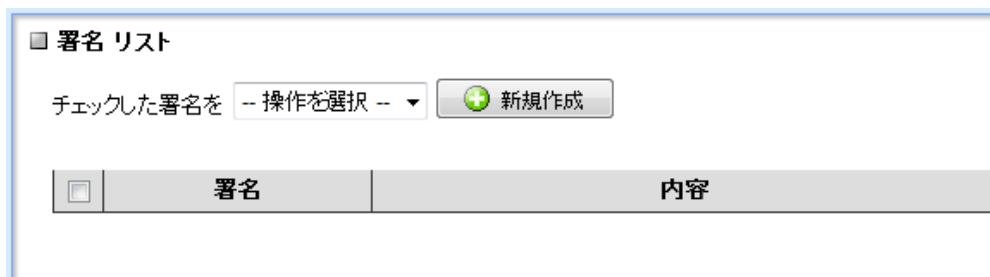 署名 リスト
チェックした署名を -- 操作を選択 -- 新規作成
署名 内容